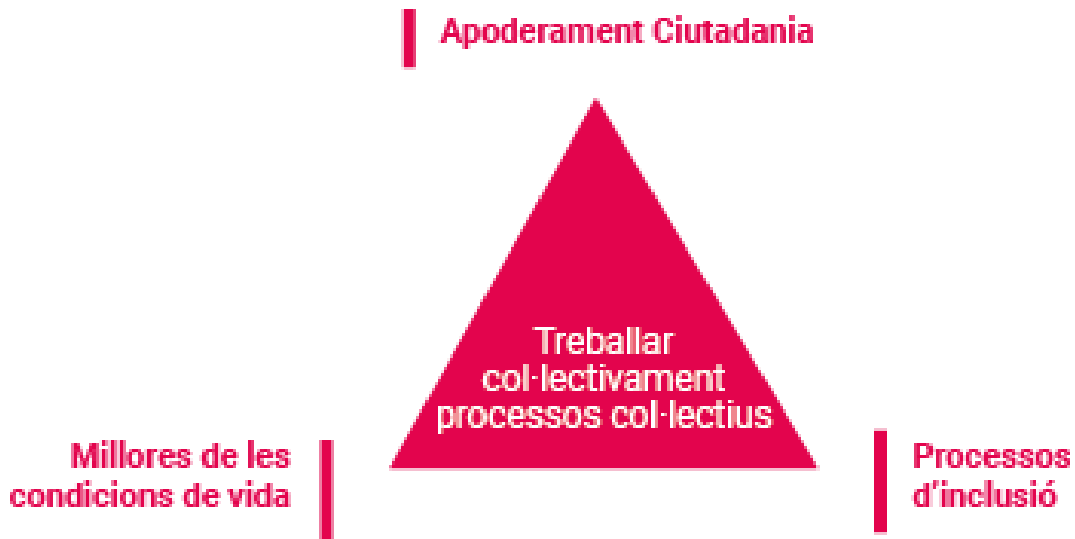 Apoderament Ciutadania
Treballar
col·lectivament
processos col·lectius
Millores de les
condicions de vida
Processos
d'inclusió